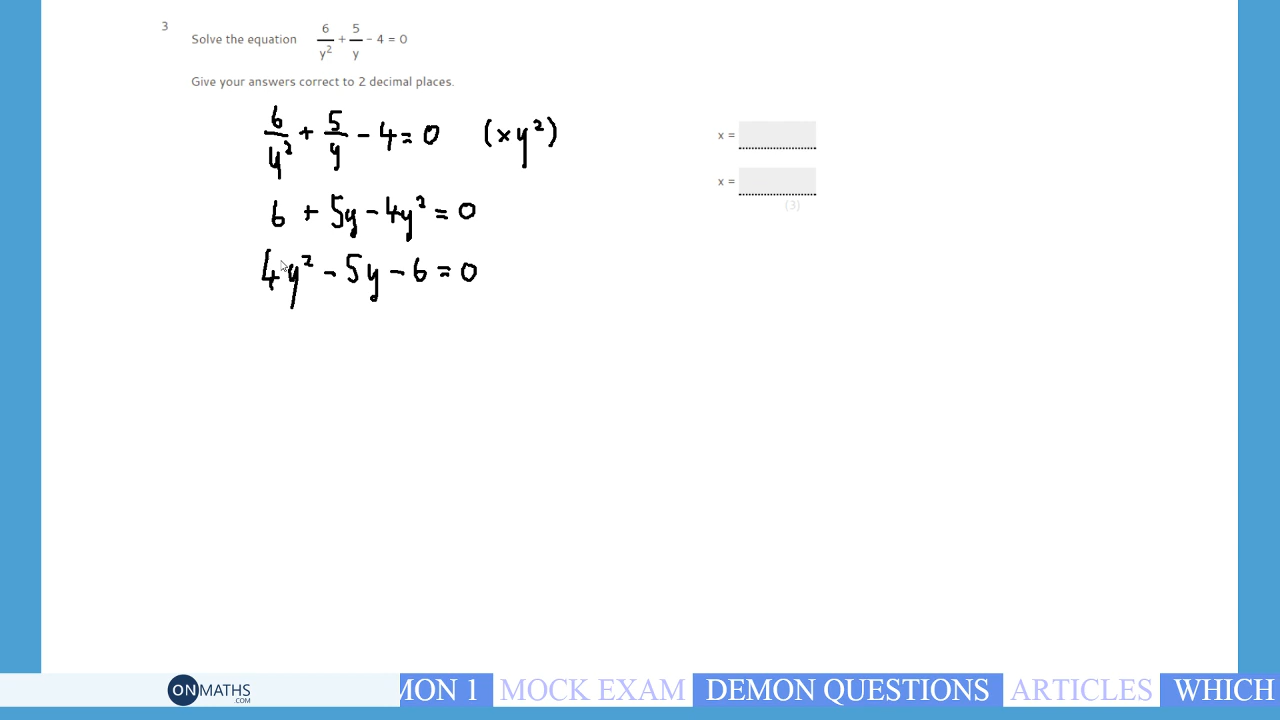 3
Solve the equation 6/y² + 5/y − 4 = 0
Give your answers correct to 2 decimal places.
6/y² + 5/y − 4 = 0 (×y²)
x =
6 + 5y − 4y² = 0
x =
(3)
4y² − 5y − 6 = 0
ONMATHS
.COM
MON 1 MOCK EXAM DEMON QUESTIONS ARTICLES WHICH